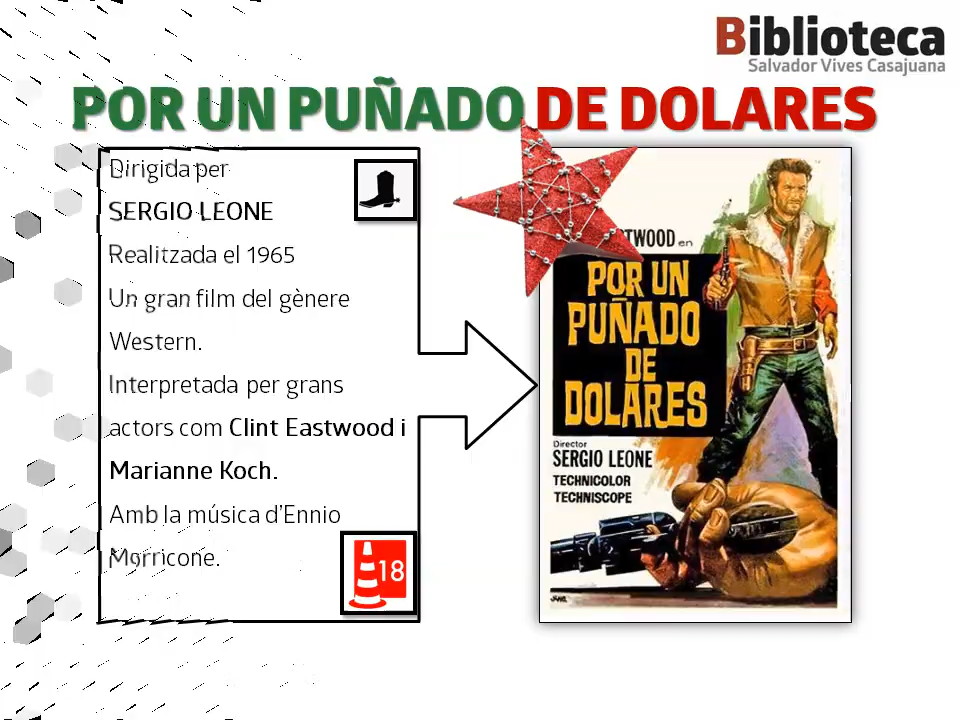 Biblioteca
Salvador Vives Casajuana
POR UN PUÑADO DE DOLARES
Dirigida per
SERGIO LEONE
Realitzada el 1965
Un gran film del gènere
Western.
Interpretada per grans
actors com Clint Eastwood i
Marianne Koch.
Amb la música d'Ennio
Morricone.
18
en
POR UN
PUÑADO
DE
DOLARES
Director
SERGIO LEONE
TECHNICOLOR
TECHNISCOPE